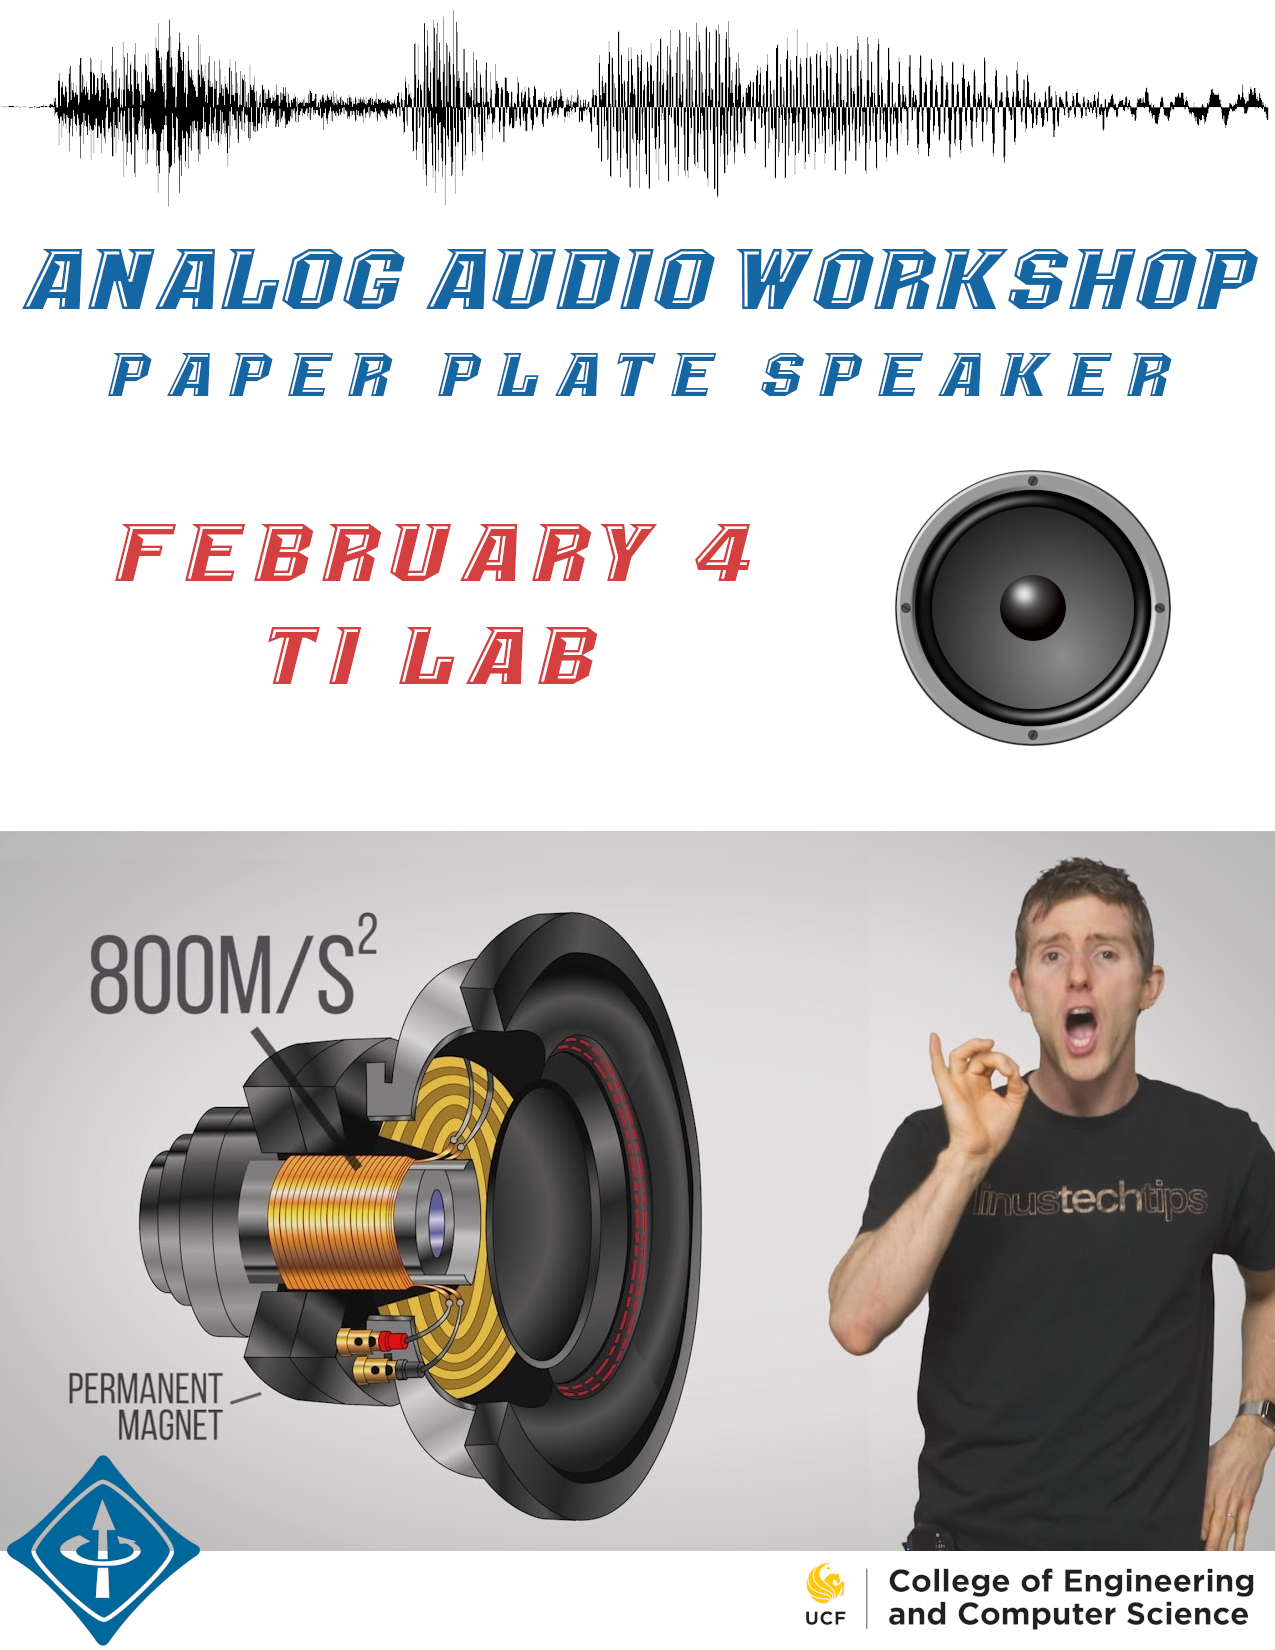 ANALOG AUDIO WORKSHOP
PAPER PLATE SPEAKER
FEBRUARY 4
TI LAB
800M/S²
linustechtips
PERMANENT
MAGNET
UCF
College of Engineering
and Computer Science